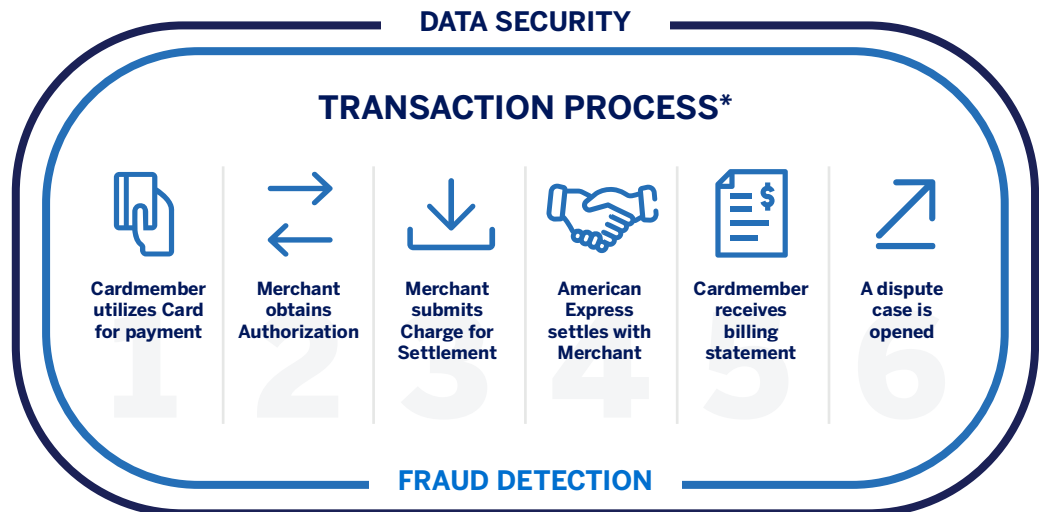 DATA SECURITY
TRANSACTION PROCESS*
$
Cardmember
utilizes Card
for payment
1
Merchant
obtains
Authorization
2
Merchant
submits
Charge for
Settlement
3
American
Express
settles with
Merchant
4
Cardmember
receives
billing
statement
5
A dispute
case is
opened
6
FRAUD DETECTION